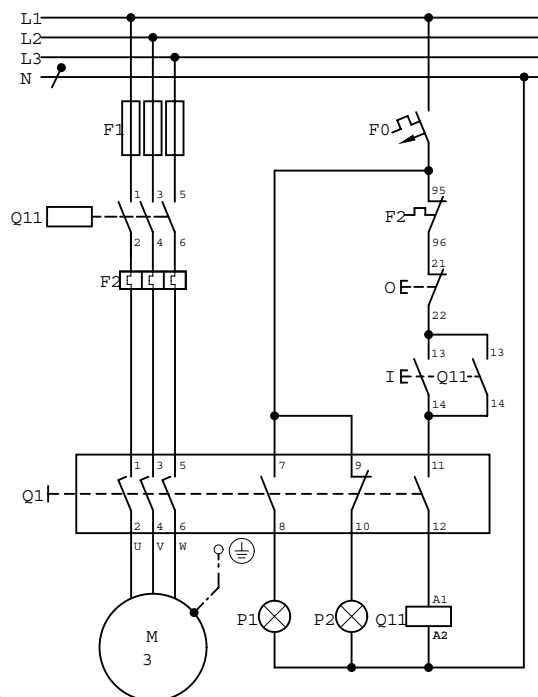 L1
L2
L3
N
F1
F0
1 3 5
95
Q11
F2
2 4 6
96
F2
21
O
22
13 13
I Q11
14 14
1 3 5 7 9 11
Q1
2 4 6 8 10 12
U V W
M
3
P1 P2 Q11
A1
A2